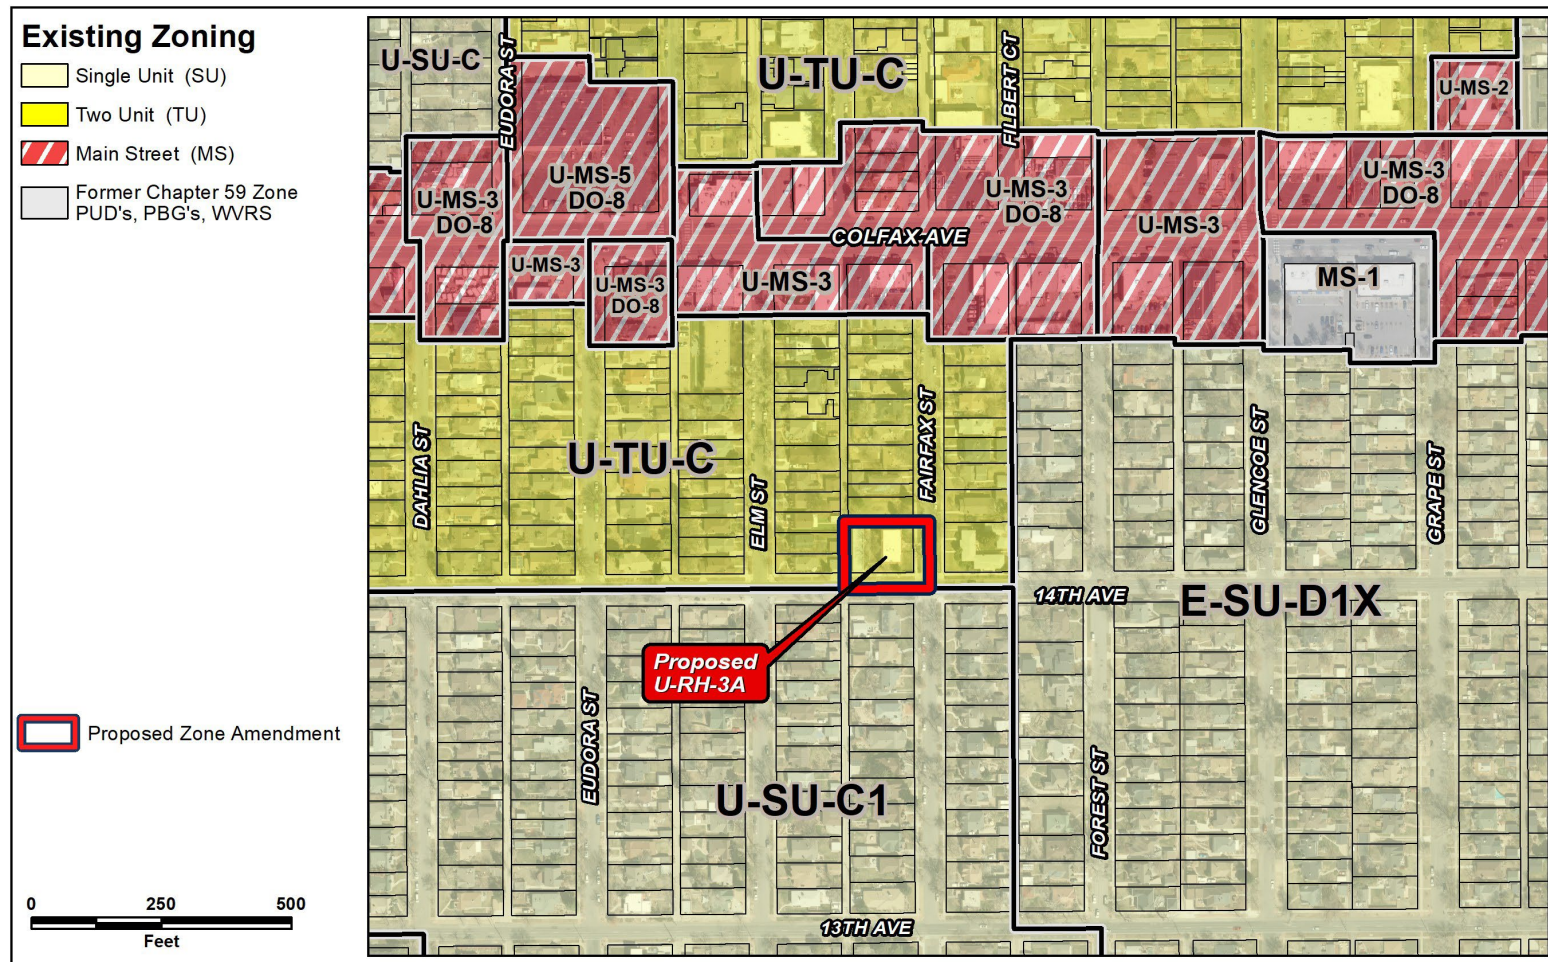 Existing Zoning
Single Unit (SU)
Two Unit (TU)
Main Street (MS)
Former Chapter 59 Zone
PUD's, PBG's, WVRS
Proposed Zone Amendment
0 250 500
Feet
U-SU-C
EUDORA ST
U-TU-C
FILBERT CT
U-MS-2
U-MS-3
DO-8
U-MS-5
DO-8
U-MS-3
DO-8
U-MS-3
U-MS-3
DO-8
COLFAX AVE
U-MS-3
U-MS-3
DO-8
U-MS-3
MS-1
DAHLIA ST
U-TU-C
ELM ST
FAIRFAX ST
GLENCOE ST
GRAPE ST
14TH AVE
E-SU-D1X
Proposed
U-RH-3A
EUDORA ST
U-SU-C1
FOREST ST
13TH AVE